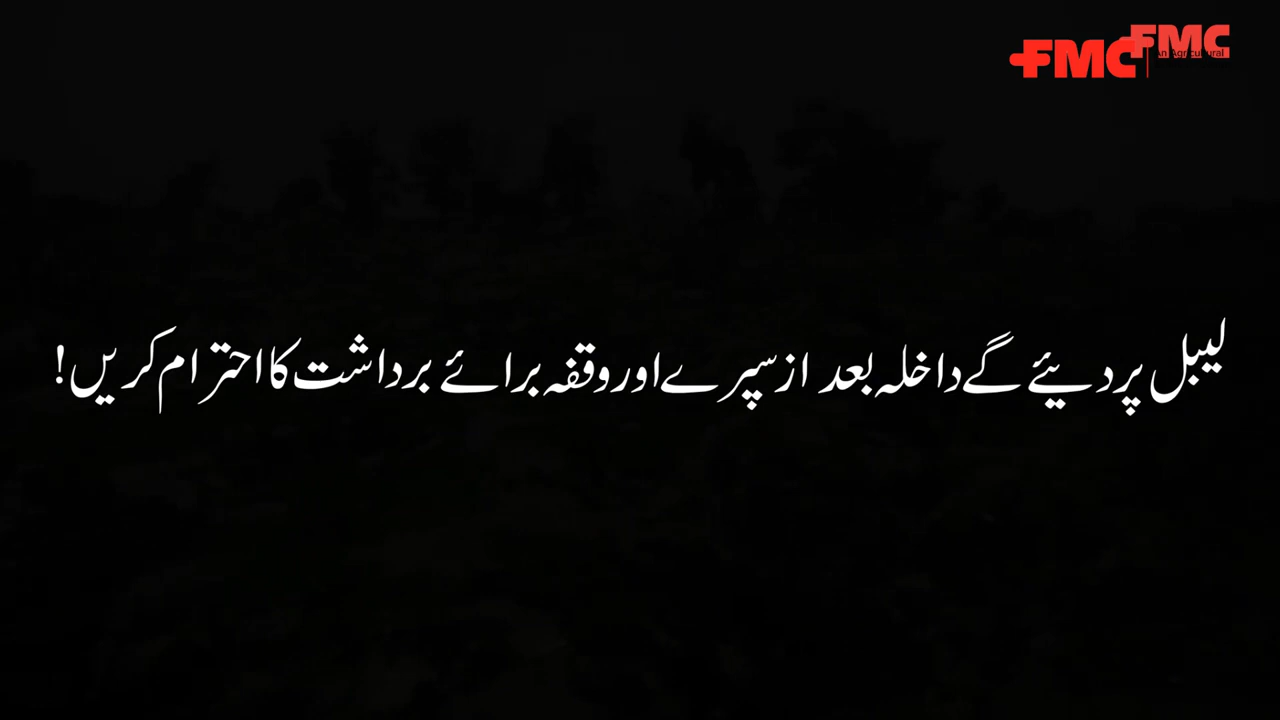 FMC
FMC
An Agricultural
لیبل پر دیئے گے داخلہ بعد از سپرے اور وقفہ برائے برداشت کا احترام کریں!